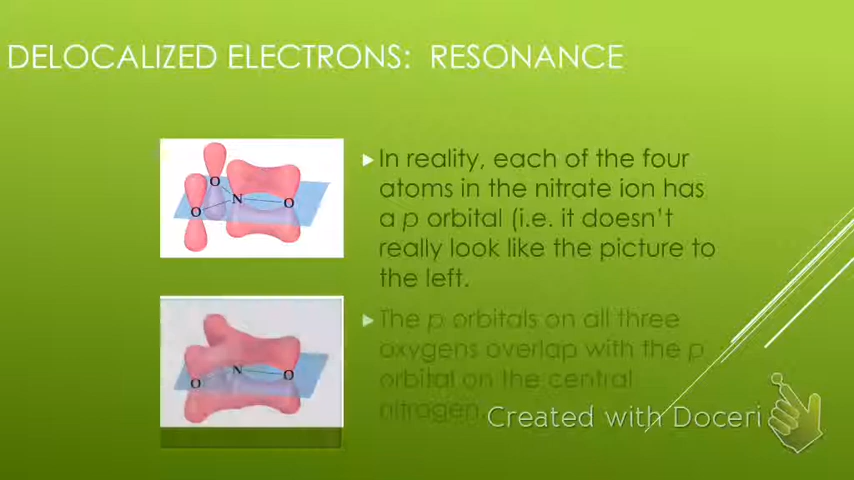 DELOCALIZED ELECTRONS: RESONANCE
In reality, each of the four
atoms in the nitrate ion has
a p orbital (i.e. it doesn't
really look like the picture to
the left.
The p orbitals on all three
oxygens overlap with the p
orbital on the central
nitrogen
O
O
N
O
O
N
O
Created with Doceri